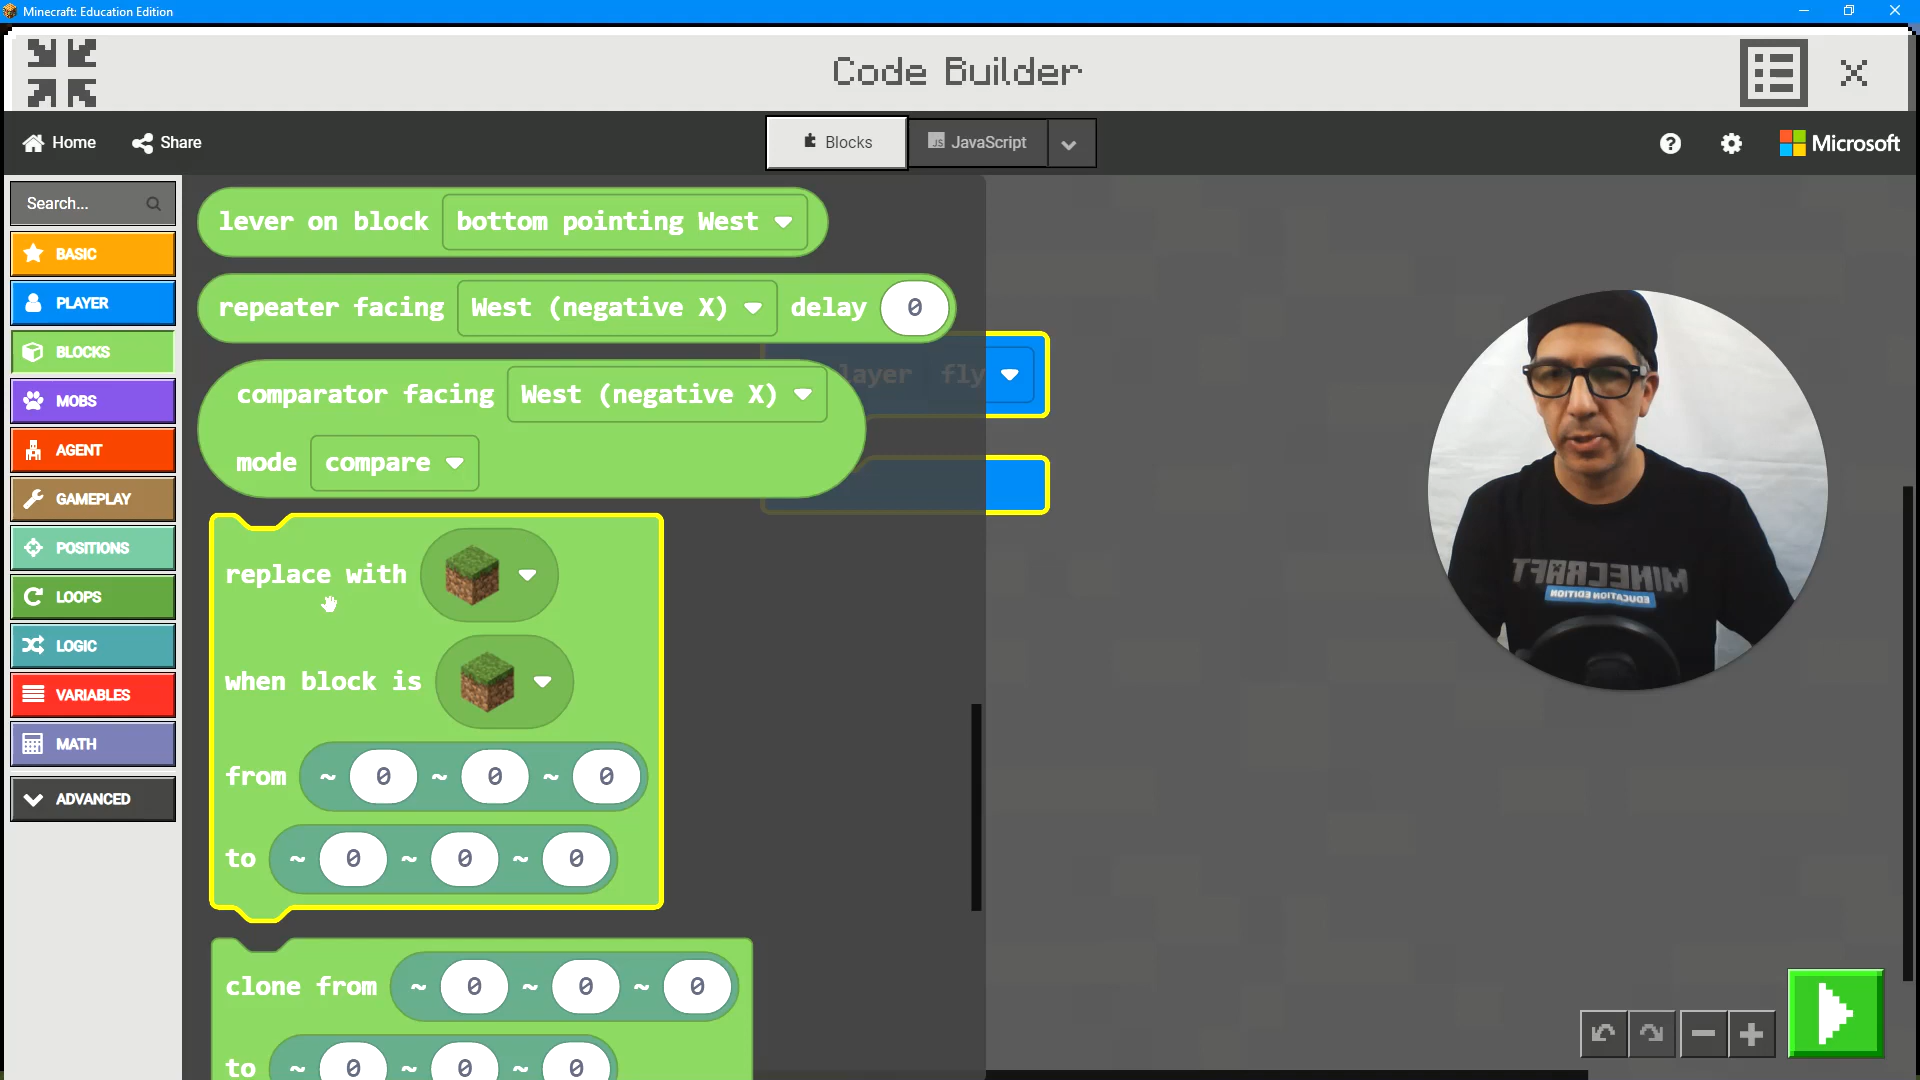 Minecraft: Education Edition
Code Builder
Home
Share
Blocks
JS JavaScript
?
Microsoft
Search...
BASIC
PLAYER
BLOCKS
MOBS
AGENT
GAMEPLAY
POSITIONS
LOOPS
LOGIC
VARIABLES
MATH
ADVANCED
lever on block bottom pointing West
repeater facing West (negative X) delay 0
layer fly
comparator facing West (negative X)
mode compare
replace with
when block is
from ~ 0 ~ 0 ~ 0
to ~ 0 ~ 0 ~ 0
clone from ~ 0 ~ 0 ~ 0
to ~ 0 ~ 0 ~ 0
MINECRAFT
EDUCATION EDITION